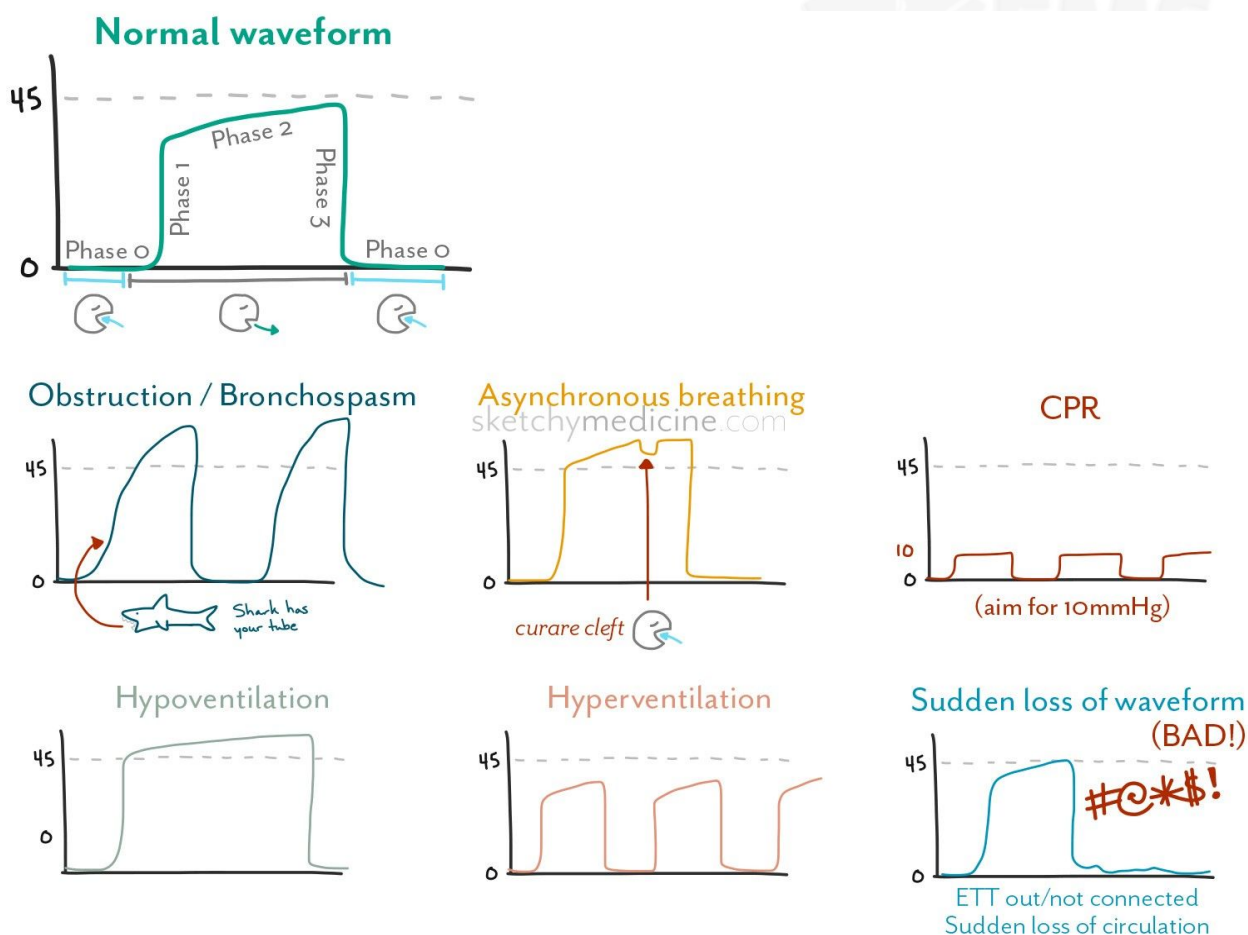 Normal waveform
45
Phase 2
Phase 1
Phase 3
Phase 0
Phase 0
0
Obstruction / Bronchospasm
45
0
Shark has
your tube
Asynchronous breathing
sketchymedicine.com
45
0
curare cleft
CPR
45
10
0
(aim for 10mmHg)
Hypoventilation
45
0
Hyperventilation
45
0
Sudden loss of waveform
(BAD!)
45
#@*$!
0
ETT out/not connected
Sudden loss of circulation